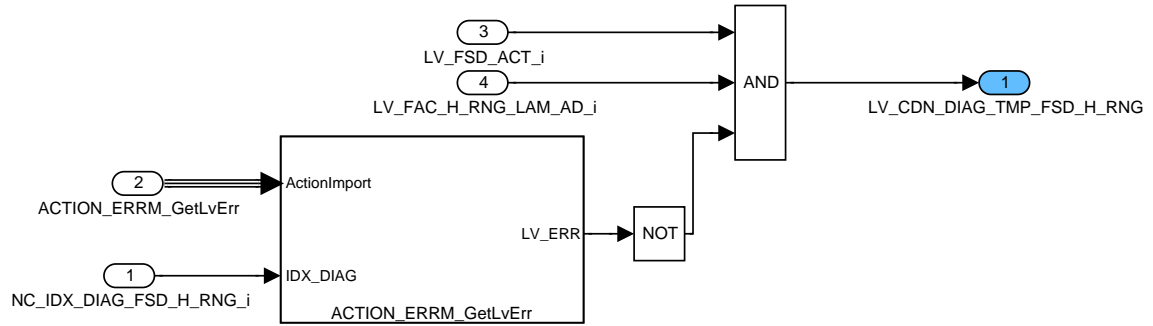 3
LV_FSD_ACT_i
4
LV_FAC_H_RNG_LAM_AD_i
AND
1
LV_CDN_DIAG_TMP_FSD_H_RNG
2
ACTION_ERRM_GetLvErr
ActionImport
LV_ERR
NOT
1
NC_IDX_DIAG_FSD_H_RNG_i
IDX_DIAG
ACTION_ERRM_GetLvErr